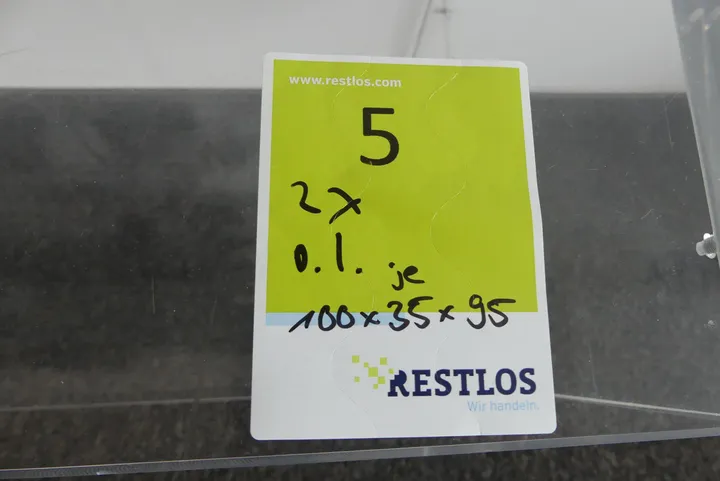 www.restlos.com
5
2x
o.l. je
100x35x95
RESTLOS
Wir handeln.